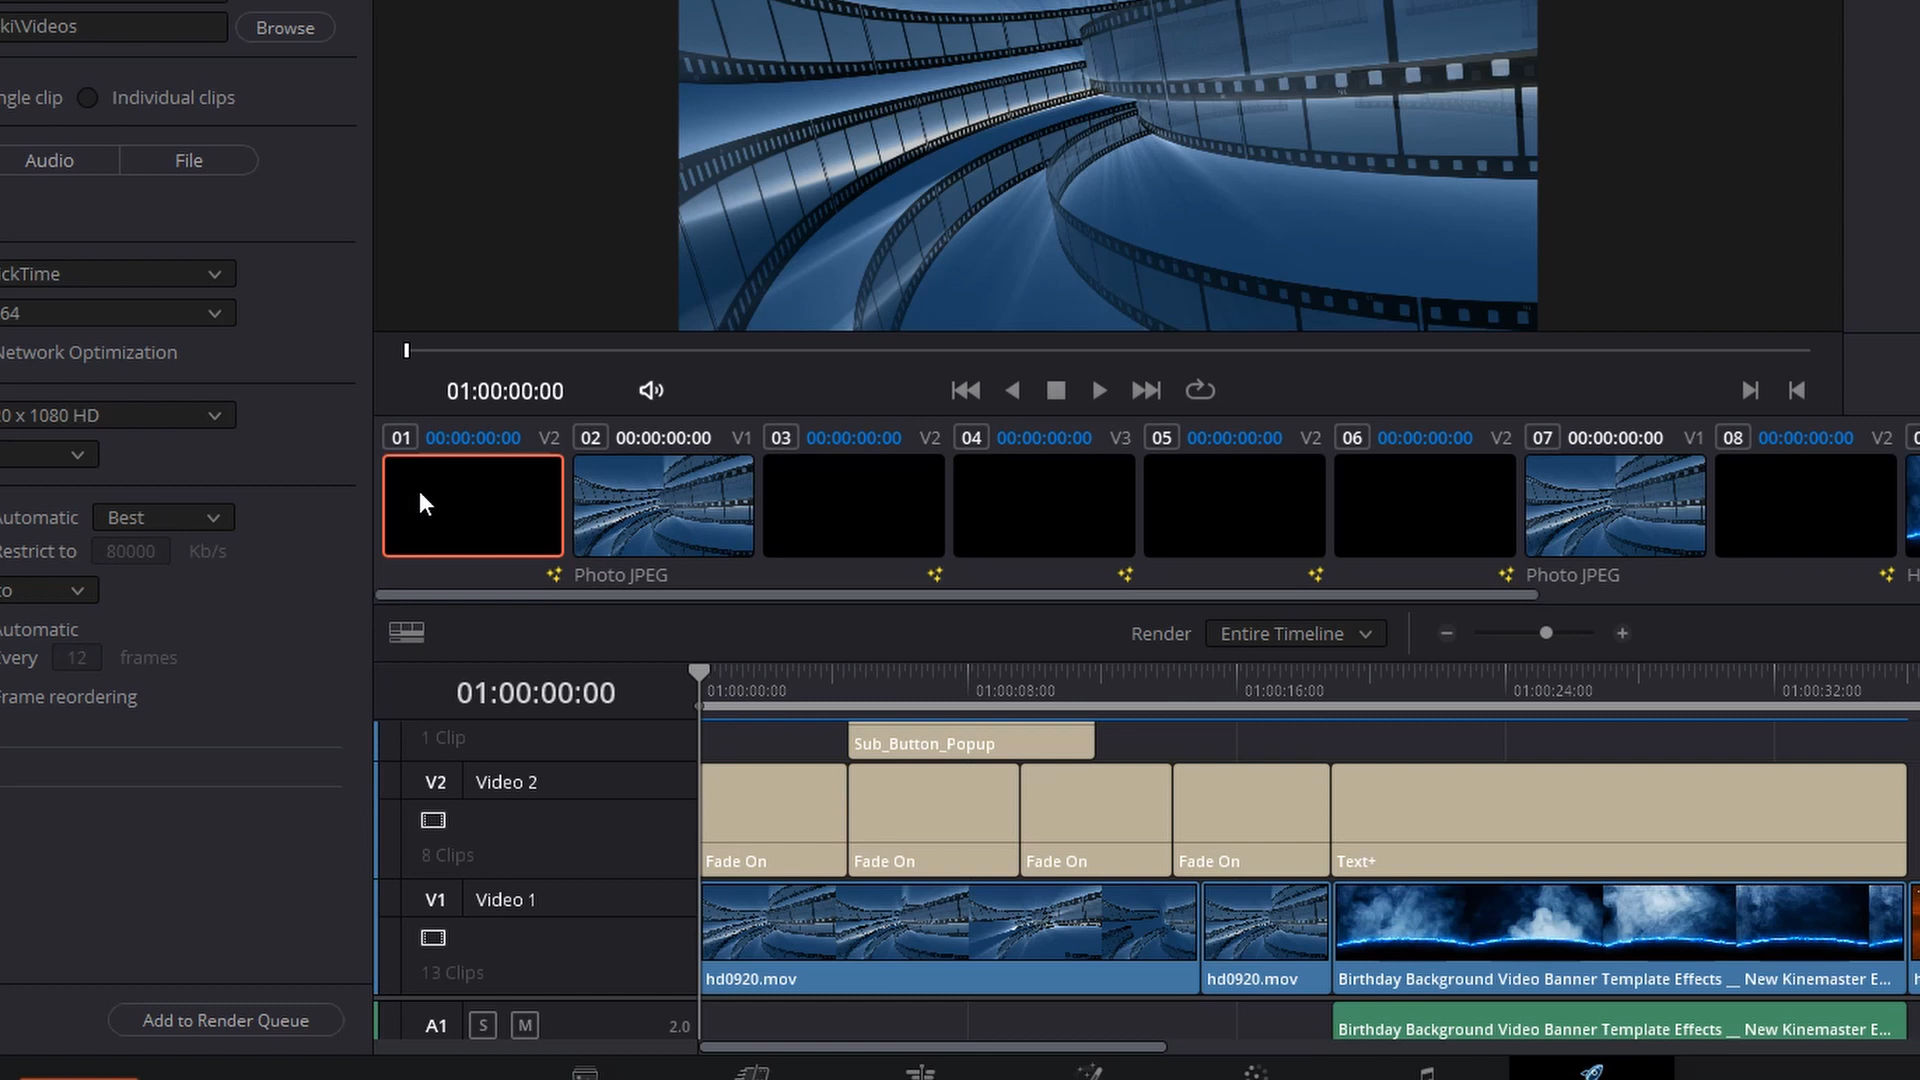 ki\Videos
Browse
ngle clip
Individual clips
Audio
File
ickTime
64
Network Optimization
0 x 1080 HD
Automatic
Best
Restrict to
80000
Kb/s
to
Automatic
Every
12
frames
Frame reordering
Add to Render Queue
01:00:00:00
01 00:00:00:00 V2
02 00:00:00:00 V1
03 00:00:00:00 V2
04 00:00:00:00 V3
05 00:00:00:00 V2
06 00:00:00:00 V2
07 00:00:00:00 V1
08 00:00:00:00 V2
Photo JPEG
Photo JPEG
H
Render
Entire Timeline
01:00:00:00
01:00:00:00
01:00:08:00
01:00:16:00
01:00:24:00
01:00:32:00
1 Clip
Sub_Button_Popup
V2
Video 2
8 Clips
Fade On
Fade On
Fade On
Fade On
Text+
V1
Video 1
13 Clips
hd0920.mov
hd0920.mov
Birthday Background Video Banner Template Effects __ New Kinemaster E...
A1
S
M
2.0
Birthday Background Video Banner Template Effects __ New Kinemaster E...